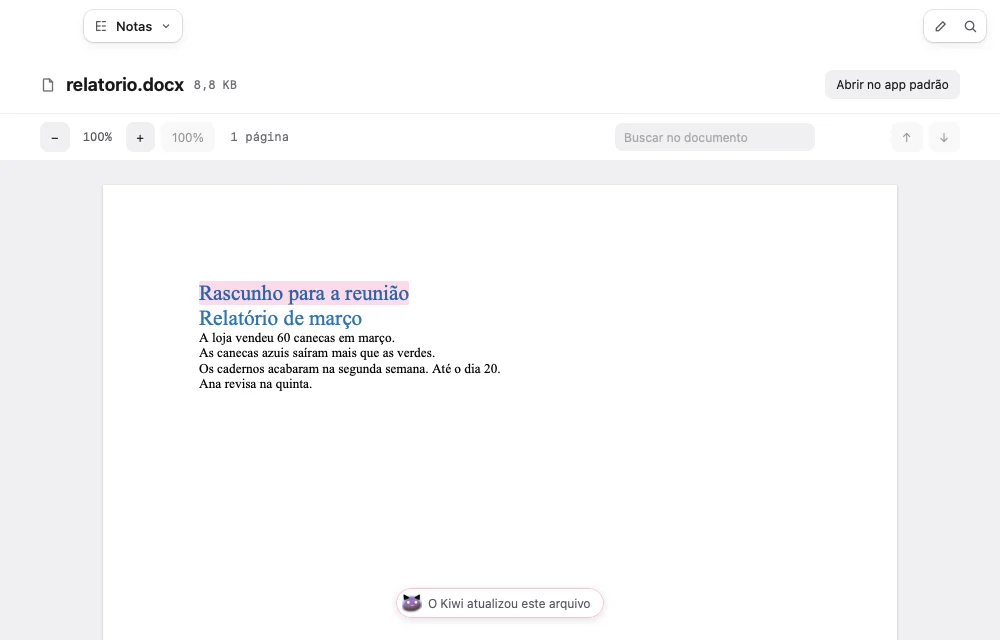 Notas
relatorio.docx 8,8 KB
Abrir no app padrão
− 100% + 100% 1 página
Buscar no documento
Rascunho para a reunião
Relatório de março
A loja vendeu 60 canecas em março.
As canecas azuis saíram mais que as verdes.
Os cadernos acabaram na segunda semana. Até o dia 20.
Ana revisa na quinta.
O Kiwi atualizou este arquivo